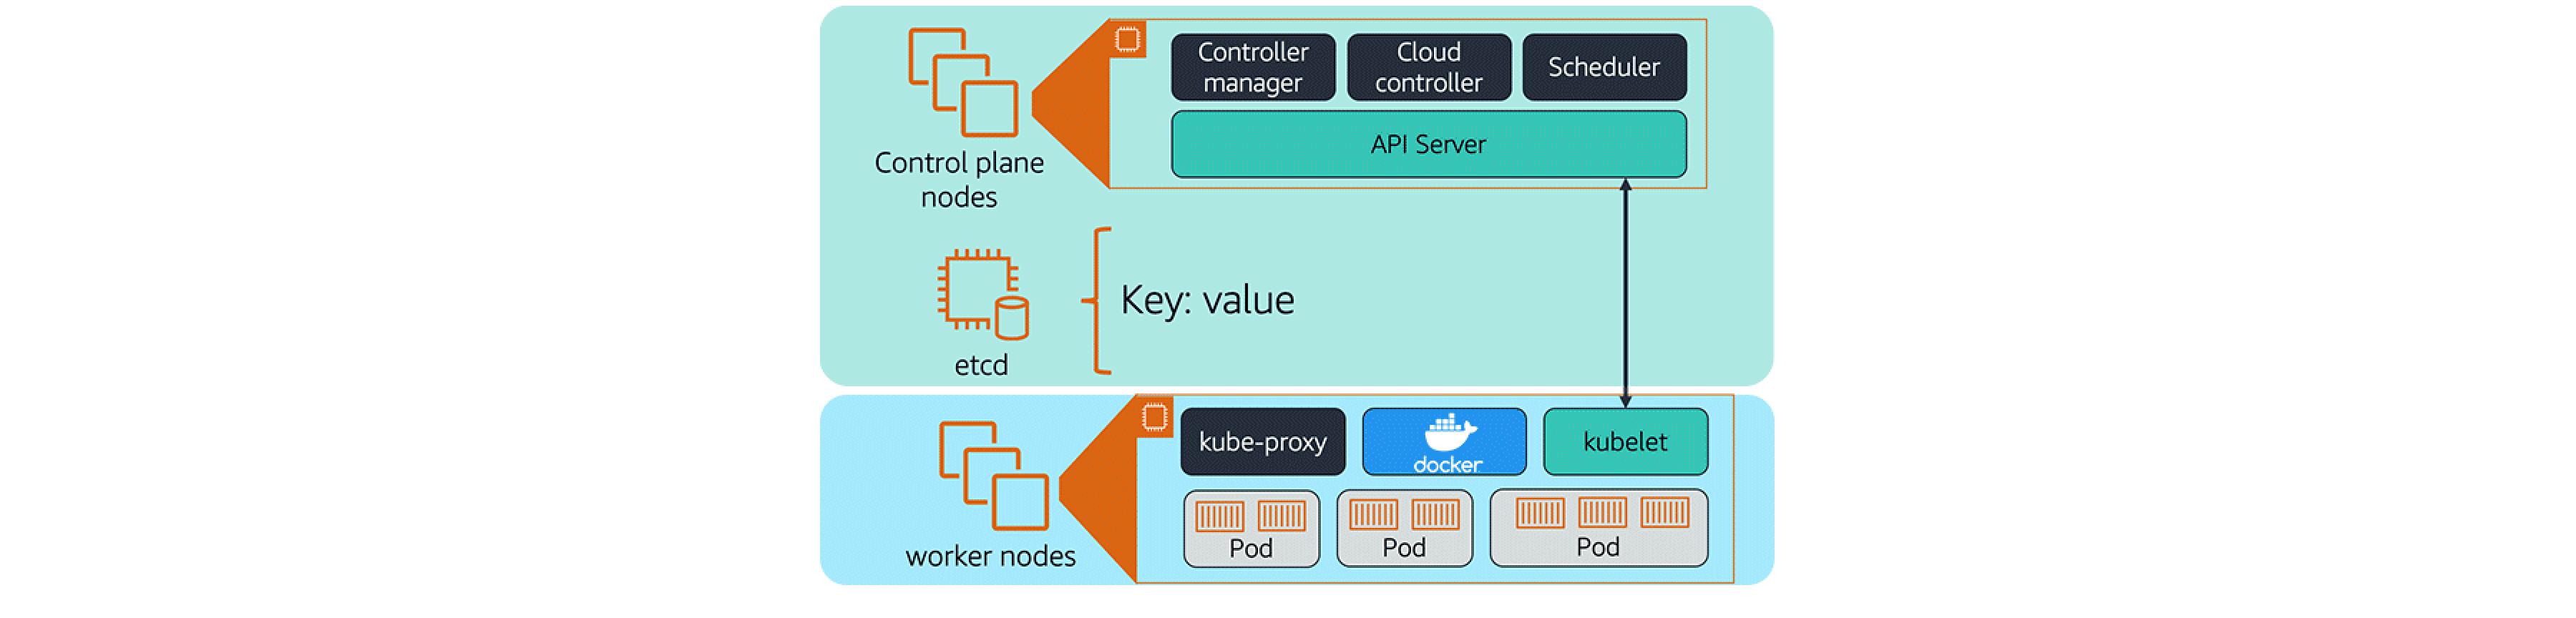 Controller
manager
Cloud
controller
Scheduler
API Server
Control plane
nodes
Key: value
etcd
kube-proxy
docker
kubelet
Pod
Pod
Pod
worker nodes